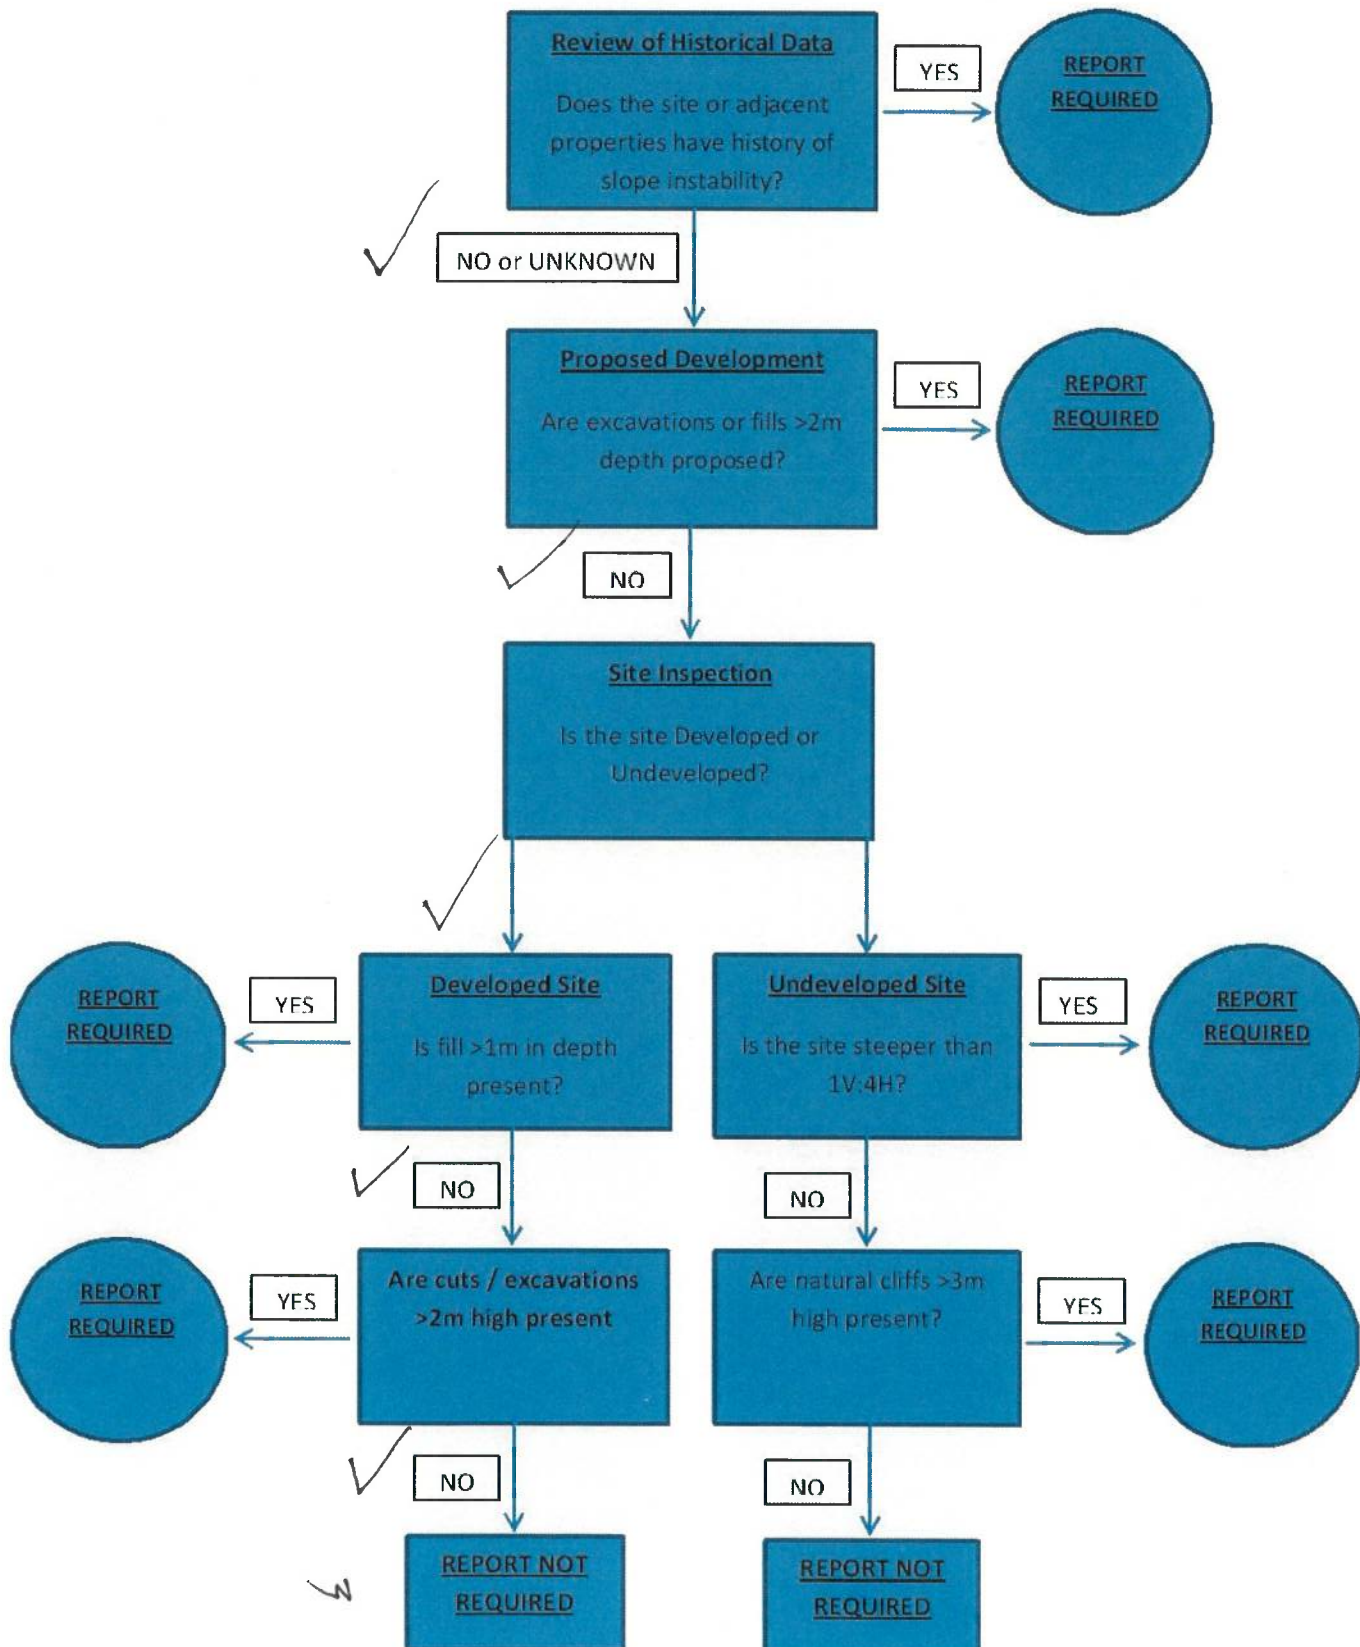 Review of Historical Data
Does the site or adjacent
properties have history of
slope instability?
YES
REPORT
REQUIRED
NO or UNKNOWN
Proposed Development
Are excavations or fills >2m
depth proposed?
YES
REPORT
REQUIRED
NO
Site Inspection
Is the site Developed or
Undeveloped?
REPORT
REQUIRED
YES
Developed Site
Is fill >1m in depth
present?
Undeveloped Site
Is the site steeper than
1V:4H?
YES
REPORT
REQUIRED
NO
NO
REPORT
REQUIRED
YES
Are cuts / excavations
>2m high present
Are natural cliffs >3m
high present?
YES
REPORT
REQUIRED
NO
NO
REPORT NOT
REQUIRED
REPORT NOT
REQUIRED